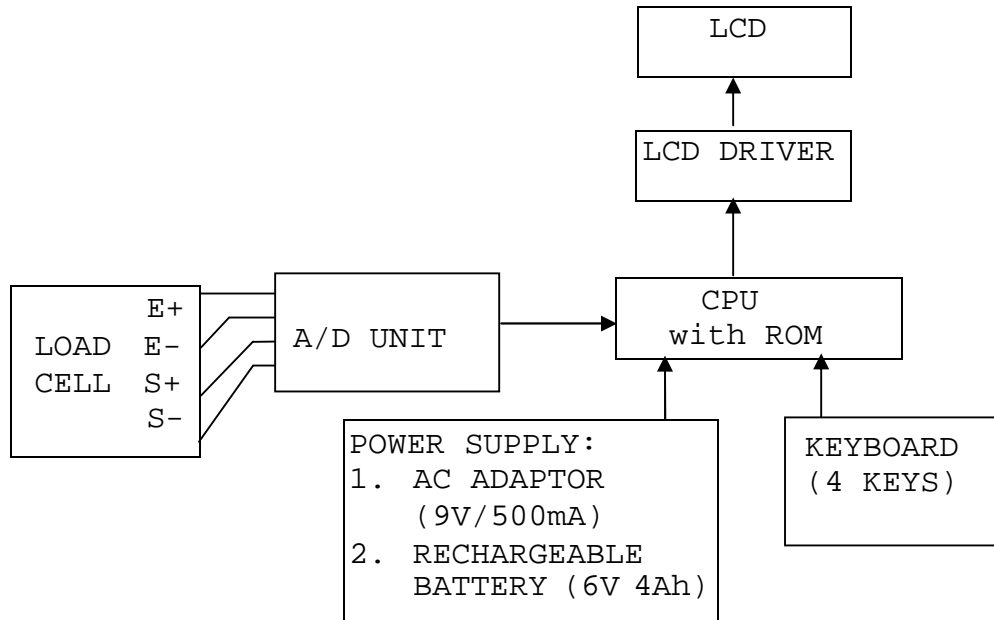 LCD
LCD DRIVER
CPU
with ROM
E+
LOAD E-
CELL S+
S-
A/D UNIT
POWER SUPPLY:
1. AC ADAPTOR
(9V/500mA)
2. RECHARGEABLE
BATTERY (6V 4Ah)
KEYBOARD
(4 KEYS)